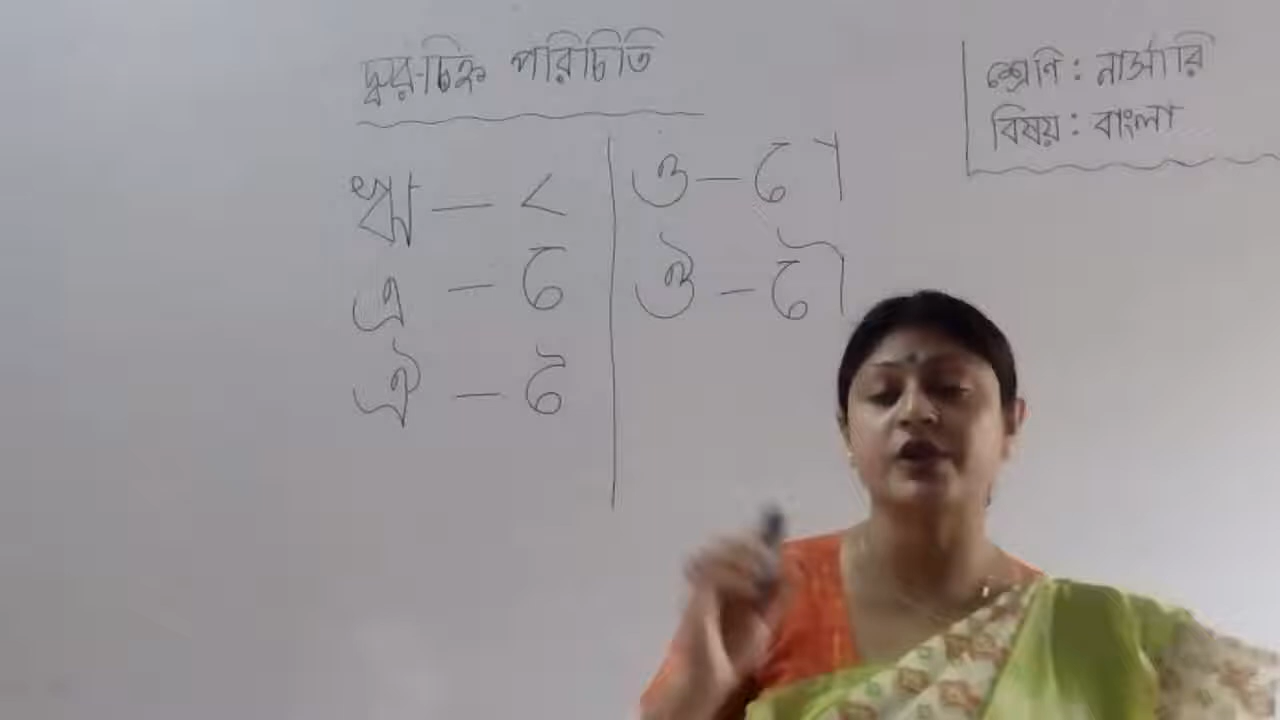 স্বরচিহ্ন পরিচিতি
শ্রেণি : নার্সারি
বিষয় : বাংলা
ঋ — ৃ
এ — ে
ঐ — ৈ
ও — ো
ঔ — ৌ